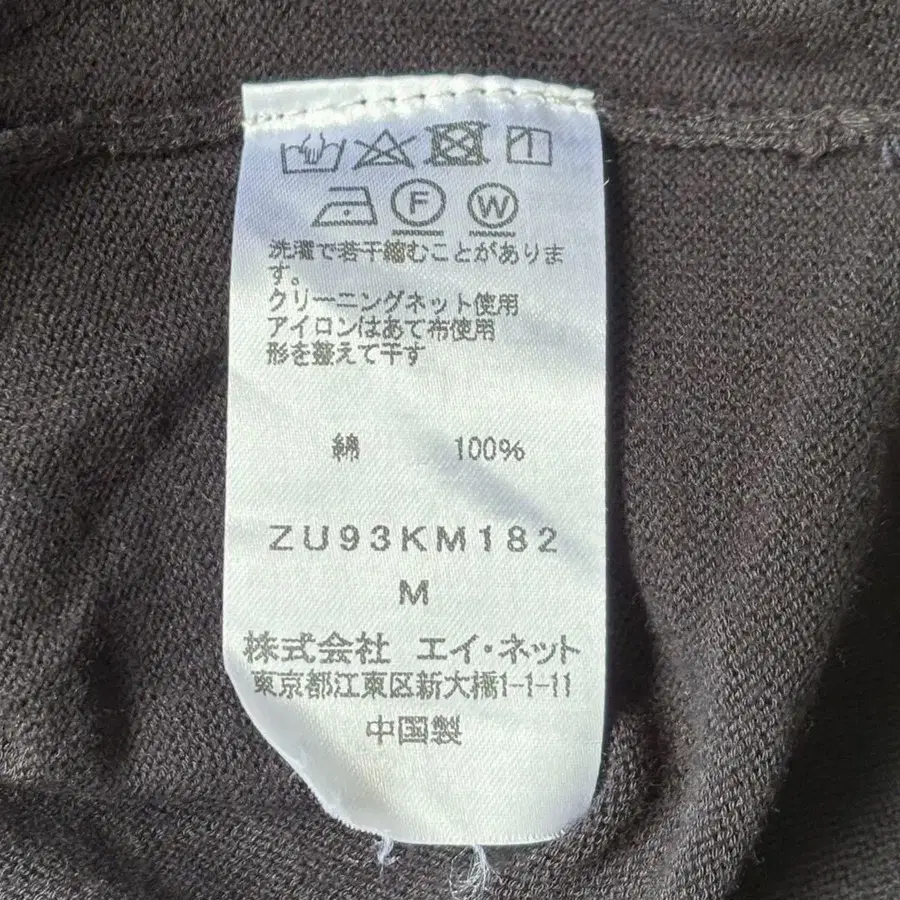 F W
洗濯で若干縮むことがありま
す。
クリーニングネット使用
アイロンはあて布使用
形を整えて干す
綿 100%
ZU93KM182
M
株式会社 エイ・ネット
東京都江東区新大橋1-1-11
中国製